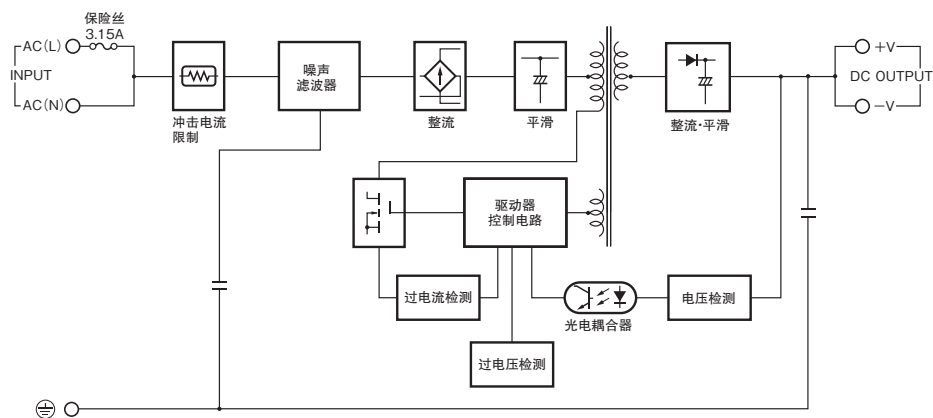 保险丝
3.15A
AC(L)
INPUT
AC(N)
冲击电流
限制
噪声
滤波器
整流
平滑
整流·平滑
+V
DC OUTPUT
−V
驱动器
控制电路
过电流检测
光电耦合器
电压检测
过电压检测